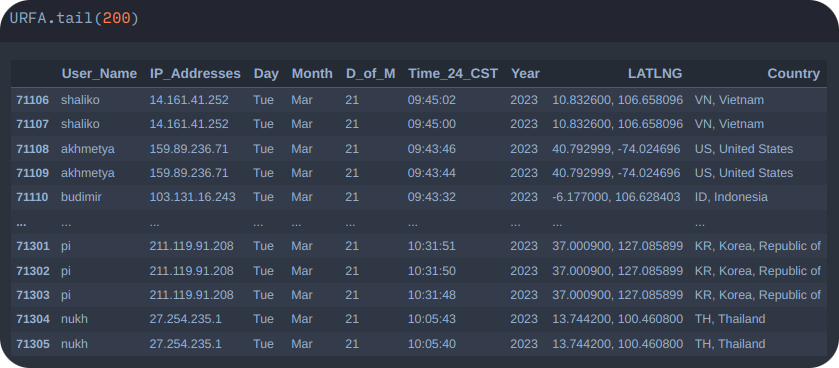 URFA.tail(200)
User_Name IP_Addresses Day Month D_of_M Time_24_CST Year LATLNG Country
71106 shaliko 14.161.41.252 Tue Mar 21 09:45:02 2023 10.832600, 106.658096 VN, Vietnam
71107 shaliko 14.161.41.252 Tue Mar 21 09:45:00 2023 10.832600, 106.658096 VN, Vietnam
71108 akhmetya 159.89.236.71 Tue Mar 21 09:43:46 2023 40.792999, -74.024696 US, United States
71109 akhmetya 159.89.236.71 Tue Mar 21 09:43:44 2023 40.792999, -74.024696 US, United States
71110 budimir 103.131.16.243 Tue Mar 21 09:43:32 2023 -6.177000, 106.628403 ID, Indonesia
... ... ... ... ... ... ... ... ... ...
71301 pi 211.119.91.208 Tue Mar 21 10:31:51 2023 37.000900, 127.085899 KR, Korea, Republic of
71302 pi 211.119.91.208 Tue Mar 21 10:31:50 2023 37.000900, 127.085899 KR, Korea, Republic of
71303 pi 211.119.91.208 Tue Mar 21 10:31:48 2023 37.000900, 127.085899 KR, Korea, Republic of
71304 nukh 27.254.235.1 Tue Mar 21 10:05:43 2023 13.744200, 100.460800 TH, Thailand
71305 nukh 27.254.235.1 Tue Mar 21 10:05:40 2023 13.744200, 100.460800 TH, Thailand